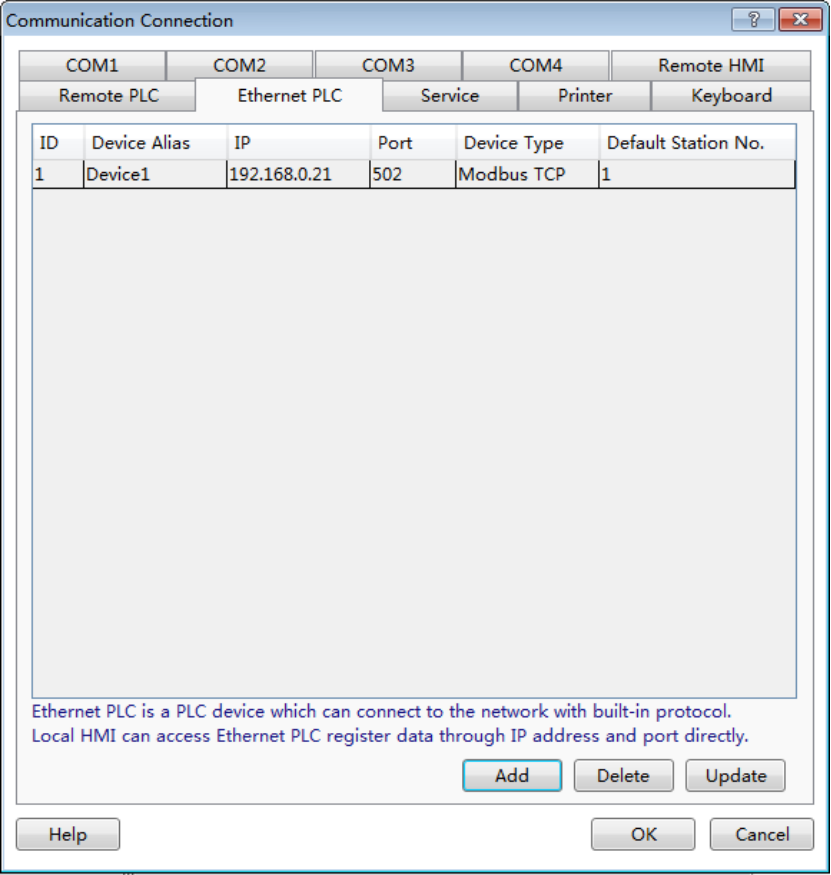 Communication Connection
COM1 COM2 COM3 COM4 Remote HMI
Remote PLC Ethernet PLC Service Printer Keyboard
ID Device Alias IP Port Device Type Default Station No.
1 Device1 192.168.0.21 502 Modbus TCP 1
Ethernet PLC is a PLC device which can connect to the network with built-in protocol.
Local HMI can access Ethernet PLC register data through IP address and port directly.
Add Delete Update
Help OK Cancel